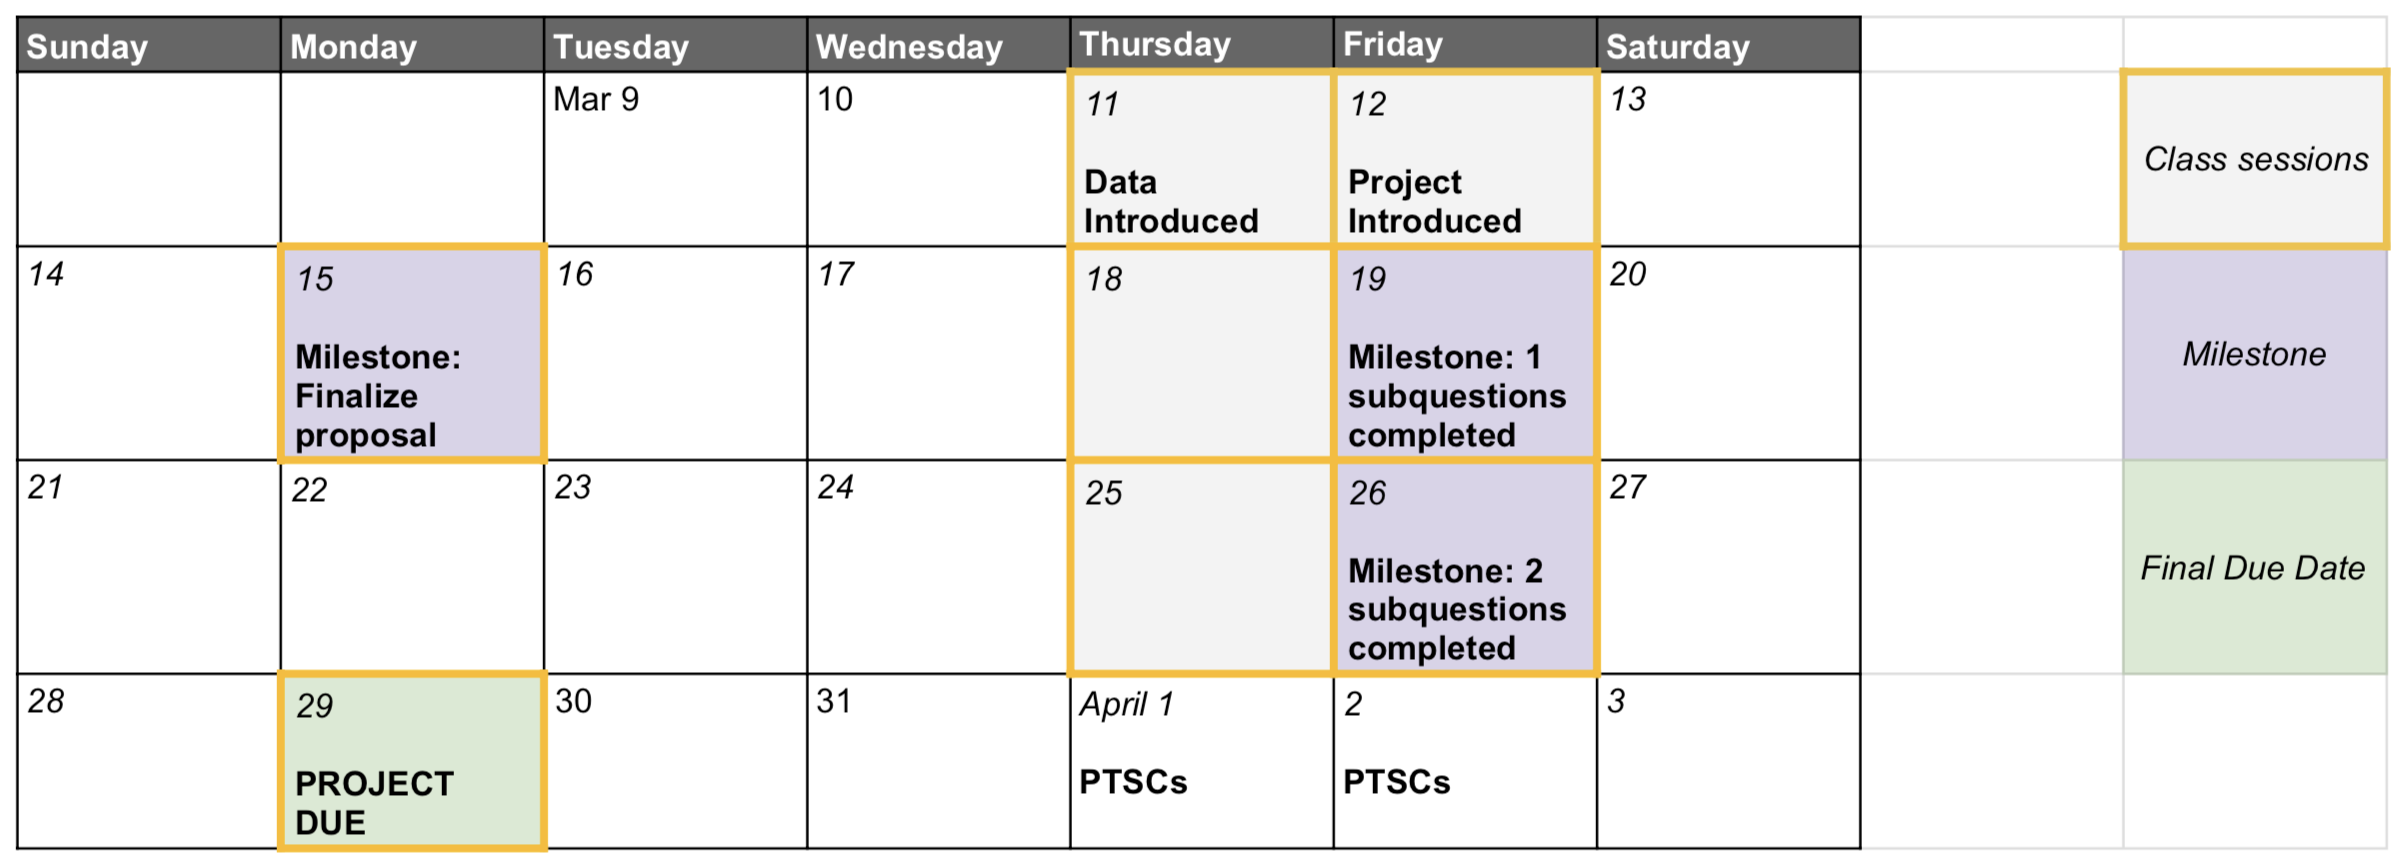 Sunday Monday Tuesday Wednesday Thursday Friday Saturday
Mar 9 10 11 12 13
Data
Introduced
Project
Introduced
Class sessions
14 15 16 17 18 19 20
Milestone:
Finalize
proposal
Milestone: 1
subquestions
completed
Milestone
21 22 23 24 25 26 27
Milestone: 2
subquestions
completed
Final Due Date
28 29 30 31 April 1 2 3
PROJECT
DUE
PTSCs
PTSCs